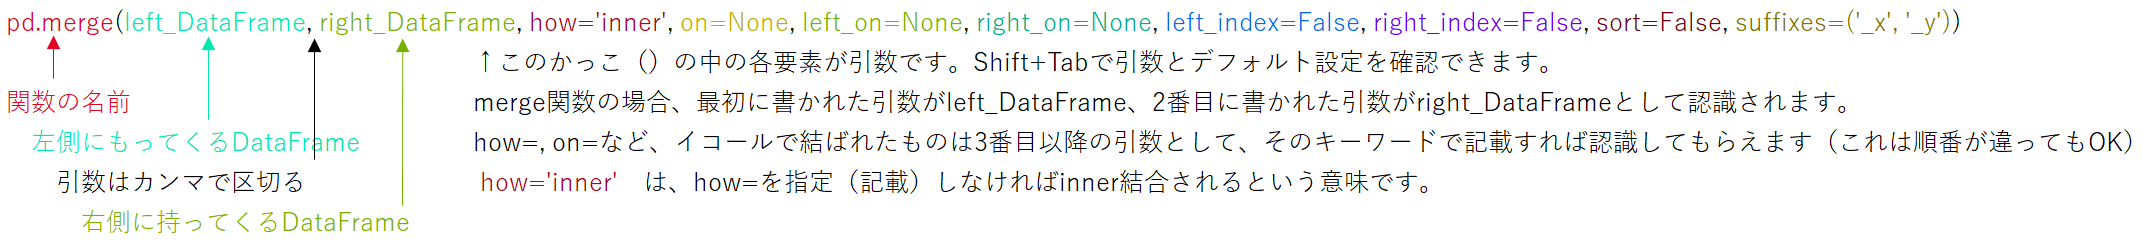 pd.merge(left_DataFrame, right_DataFrame, how='inner', on=None, left_on=None, right_on=None, left_index=False, right_index=False, sort=False, suffixes=('_x', '_y'))
↑このかっこ（）の中の各要素が引数です。Shift+Tabで引数とデフォルト設定を確認できます。
関数の名前
merge関数の場合、最初に書かれた引数がleft_DataFrame、2番目に書かれた引数がright_DataFrameとして認識されます。
左側にもってくるDataFrame
how=, on=など、イコールで結ばれたものは3番目以降の引数として、そのキーワードで記載すれば認識してもらえます（これは順番が違ってもOK）
引数はカンマで区切る
how='inner'　は、how=を指定（記載）しなければinner結合されるという意味です。
右側に持ってくるDataFrame